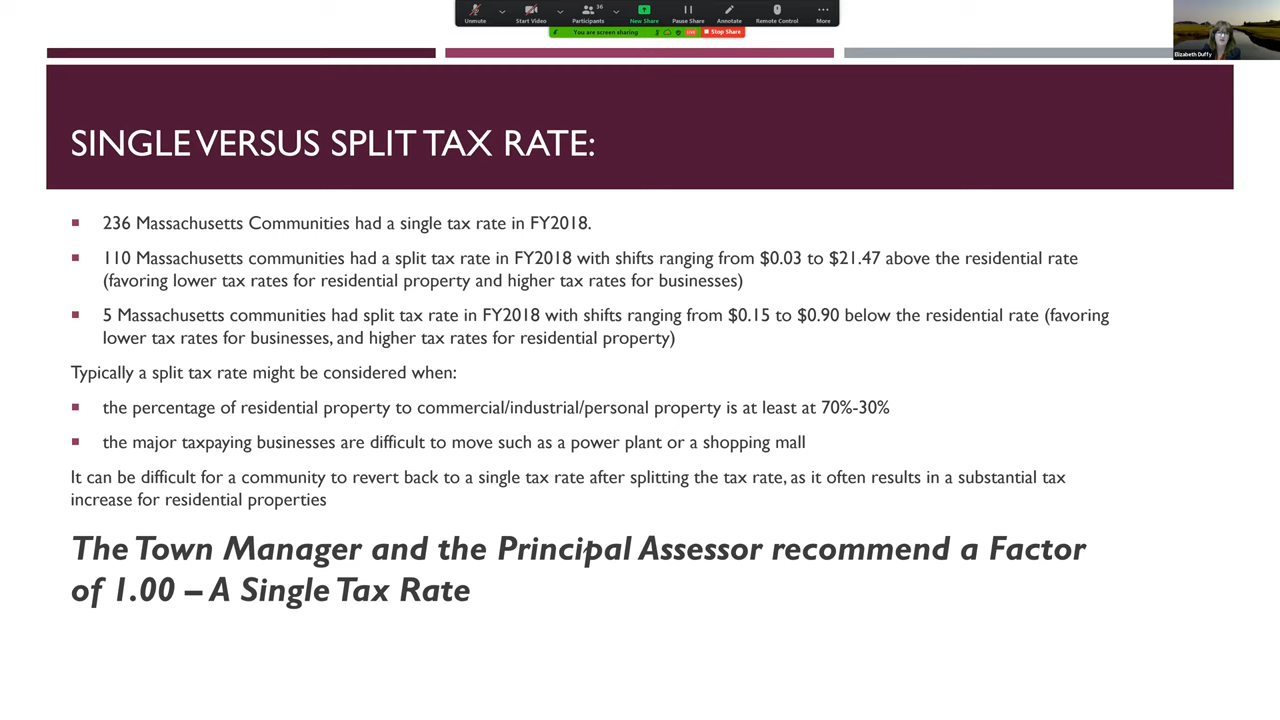 36
Unmute Start Video Participants New Share Pause Share Annotate Remote Control More
You are screen sharing LIVE Stop Share
Elizabeth Duffy
SINGLE VERSUS SPLIT TAX RATE:
236 Massachusetts Communities had a single tax rate in FY2018.
110 Massachusetts communities had a split tax rate in FY2018 with shifts ranging from $0.03 to $21.47 above the residential rate
(favoring lower tax rates for residential property and higher tax rates for businesses)
5 Massachusetts communities had split tax rate in FY2018 with shifts ranging from $0.15 to $0.90 below the residential rate (favoring
lower tax rates for businesses, and higher tax rates for residential property)
Typically a split tax rate might be considered when:
the percentage of residential property to commercial/industrial/personal property is at least at 70%-30%
the major taxpaying businesses are difficult to move such as a power plant or a shopping mall
It can be difficult for a community to revert back to a single tax rate after splitting the tax rate, as it often results in a substantial tax
increase for residential properties
The Town Manager and the Principal Assessor recommend a Factor
of 1.00 – A Single Tax Rate